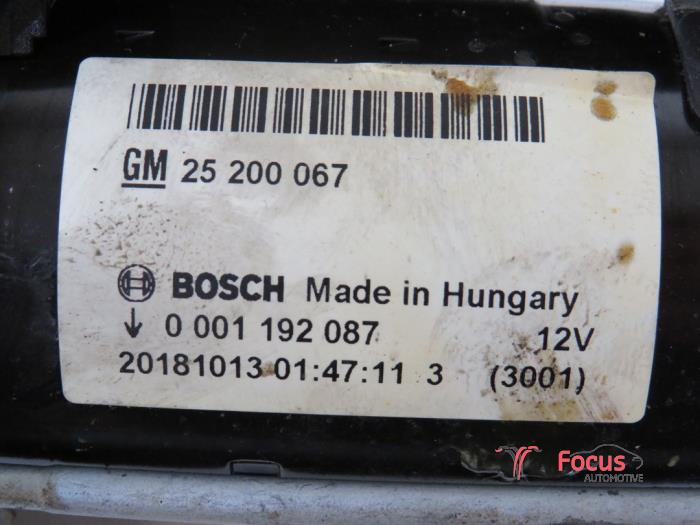 GM 25 200 067
BOSCH Made in Hungary
↓ 0 001 192 087 12V
20181013 01:47:11 3 (3001)
Focus
AUTOMOTIVE